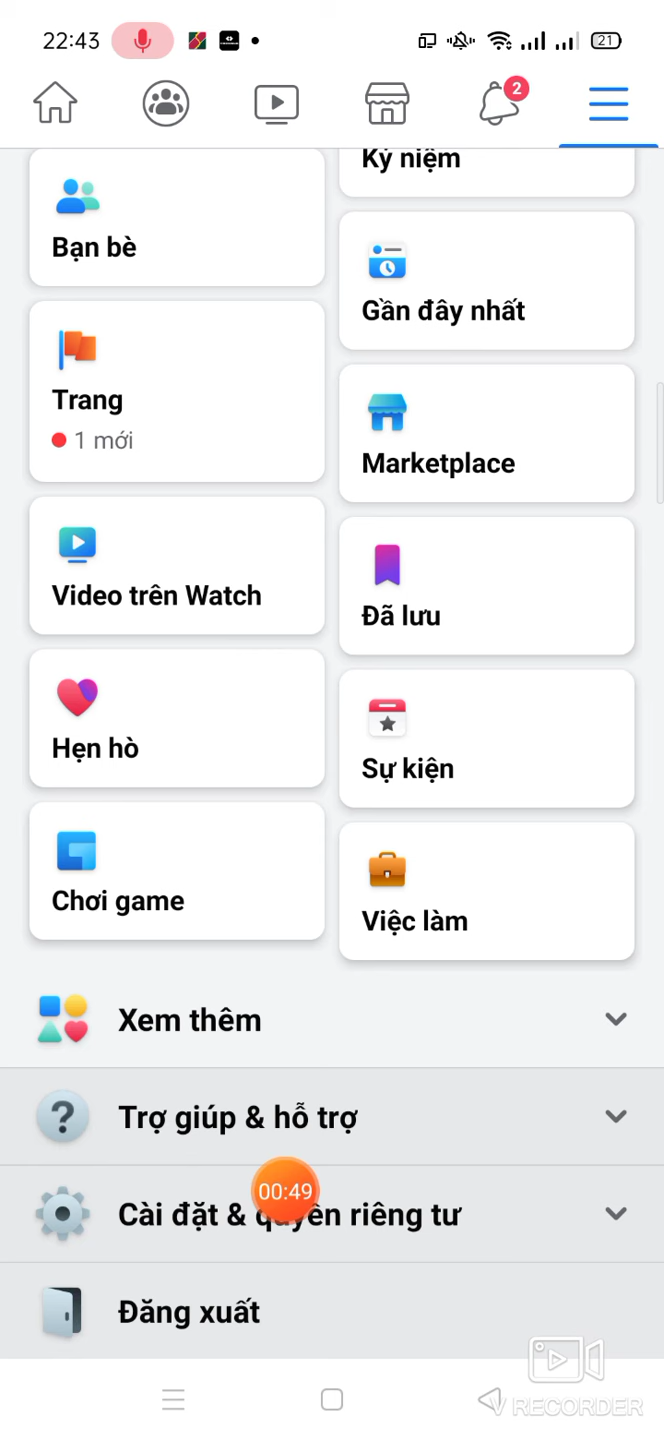 22:43
21
2
Kỷ niệm
Bạn bè
Gần đây nhất
Trang
1 mới
Marketplace
Video trên Watch
Đã lưu
Hẹn hò
Sự kiện
Chơi game
Việc làm
Xem thêm
Trợ giúp & hỗ trợ
00:49
Cài đặt & quyền riêng tư
Đăng xuất
V RECORDER